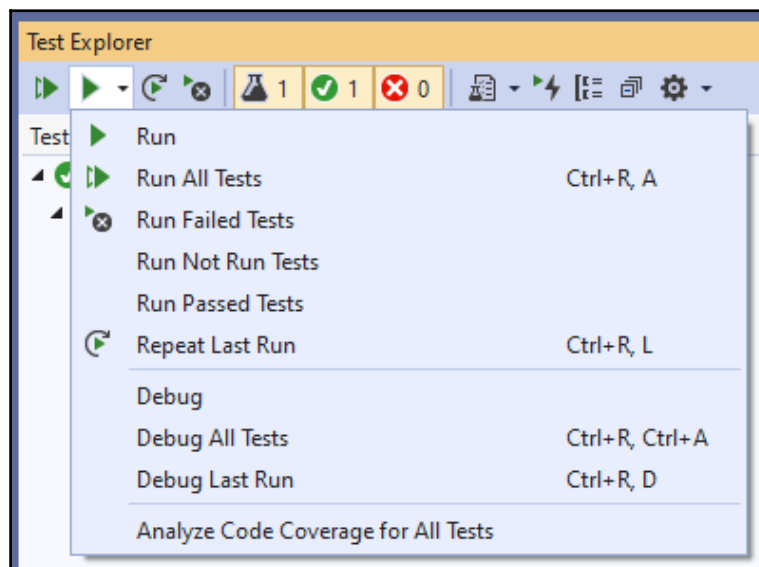 Test Explorer
1 1 0
Test
Run
Run All Tests Ctrl+R, A
Run Failed Tests
Run Not Run Tests
Run Passed Tests
Repeat Last Run Ctrl+R, L
Debug
Debug All Tests Ctrl+R, Ctrl+A
Debug Last Run Ctrl+R, D
Analyze Code Coverage for All Tests